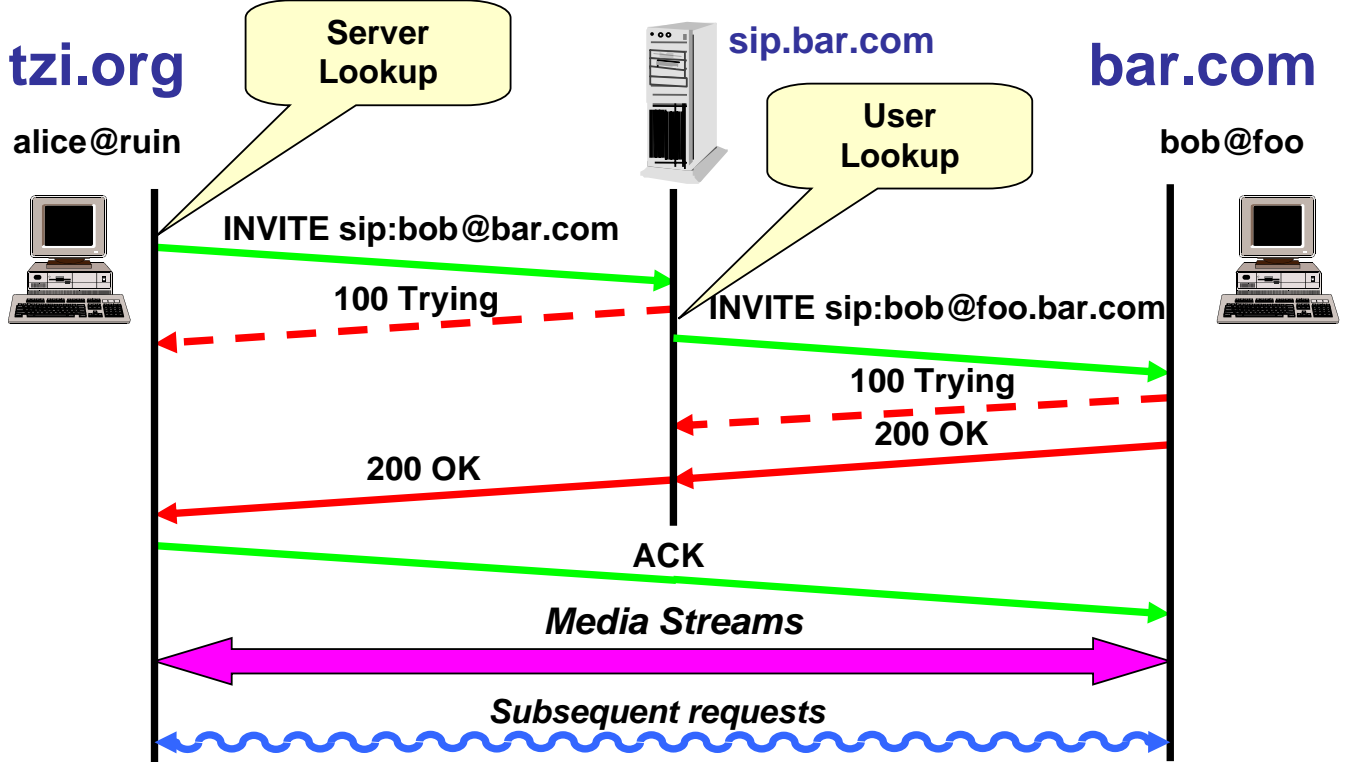 Server
Lookup
sip.bar.com
tzi.org
bar.com
User
Lookup
alice@ruin
bob@foo
INVITE sip:bob@bar.com
100 Trying
INVITE sip:bob@foo.bar.com
100 Trying
200 OK
200 OK
ACK
Media Streams
Subsequent requests